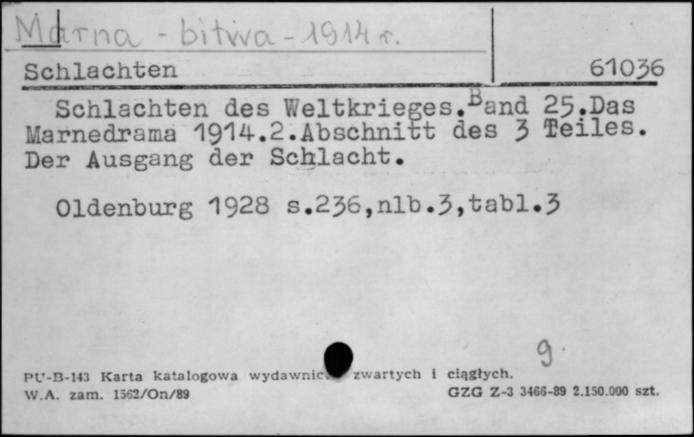 Marna - bitwa - 1914 r.
Schlachten 61036
Schlachten des Weltkrieges.Band 25.Das
Marnedrama 1914.2.Abschnitt des 3 Teiles.
Der Ausgang der Schlacht.
Oldenburg 1928 s.236,nlb.3,tabl.3
9.
PU-B-143 Karta katalogowa wydawnic zwartych i ciągłych.
W.A. zam. 1562/On/89 GZG Z-3 3466-89 2.150.000 szt.